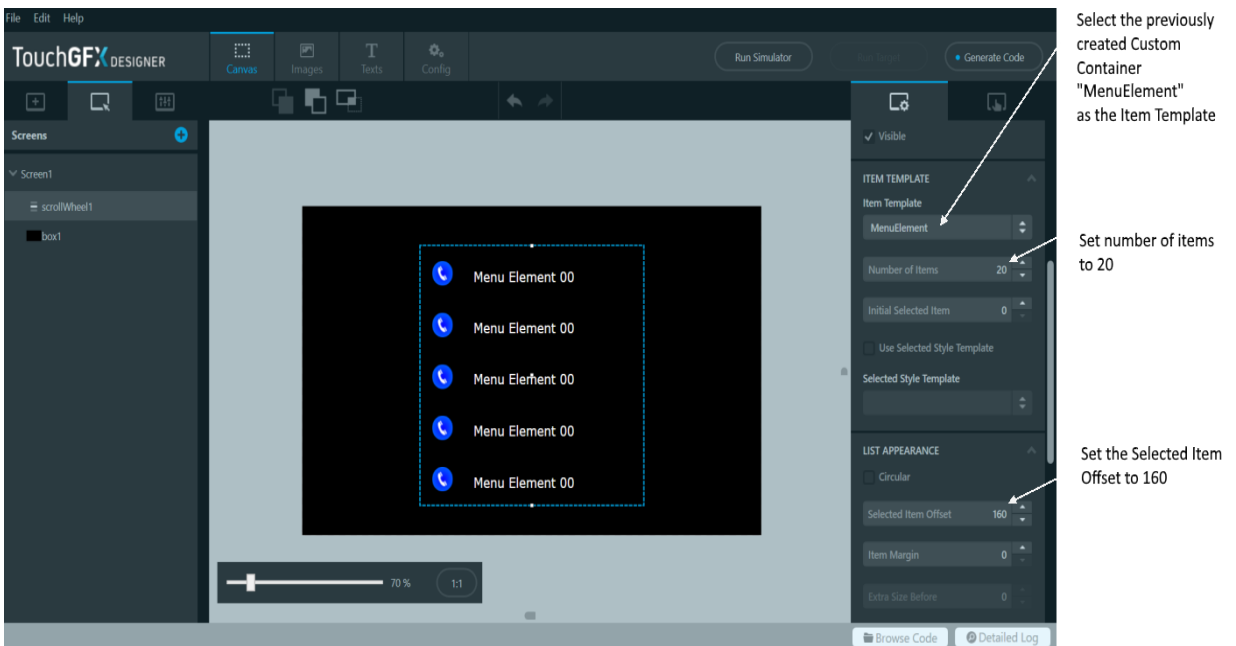 File Edit Help
TouchGFX DESIGNER
Canvas
Images
Texts
Config
Run Simulator
Run Target
Generate Code
Screens
Screen1
scrollWheel1
box1
Menu Element 00
Menu Element 00
Menu Element 00
Menu Element 00
Menu Element 00
70 %
1:1
Visible
ITEM TEMPLATE
Item Template
MenuElement
Number of Items 20
Initial Selected Item 0
Use Selected Style Template
Selected Style Template
LIST APPEARANCE
Circular
Selected Item Offset 160
Item Margin 0
Extra Size Before 0
Browse Code
Detailed Log
Select the previously
created Custom
Container
"MenuElement"
as the Item Template
Set number of items
to 20
Set the Selected Item
Offset to 160